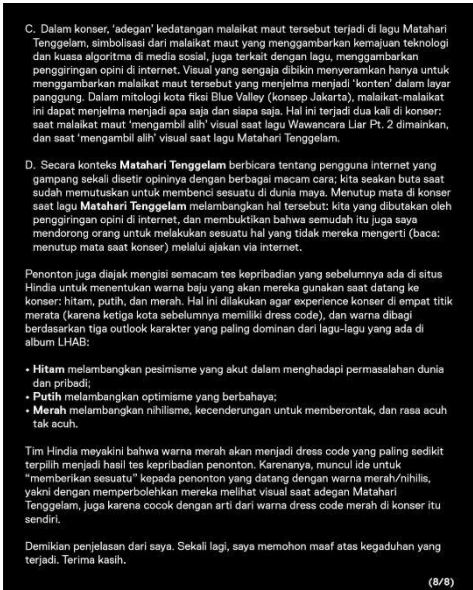 C. Dalam konser, ‘adegan’ kedatangan malaikat maut tersebut terjadi di lagu Matahari
Tenggelam, simbolisasi dari malaikat maut yang menggambarkan kemajuan teknologi
dan kuasa algoritma di media sosial, juga terkait dengan lagu, menggambarkan
penggiringan opini di internet. Visual yang sengaja dibikin menyeramkan hanya untuk
menggambarkan malaikat maut tersebut yang menjelma menjadi ‘konten’ dalam layar
panggung. Dalam mitologi kota fiksi Blue Valley (konsep Jakarta), malaikat-malaikat
ini dapat menjelma menjadi apa saja dan siapa saja. Hal ini terjadi dua kali di konser:
saat malaikat maut ‘mengambil alih’ visual saat lagu Wawancara Liar Pt. 2 dimainkan,
dan saat ‘mengambil alih’ visual saat lagu Matahari Tenggelam.
D. Secara konteks Matahari Tenggelam berbicara tentang pengguna internet yang
gampang sekali disetir opininya dengan berbagai macam cara; kita seakan buta saat
sudah memutuskan untuk membenci sesuatu di dunia maya. Menutup mata di konser
saat lagu Matahari Tenggelam melambangkan hal tersebut: kita yang dibutakan oleh
penggiringan opini di internet, dan membuktikan bahwa semudah itu juga saya
mendorong orang untuk melakukan sesuatu hal yang tidak mereka mengerti (baca:
menutup mata saat konser) melalui ajakan via internet.
Penonton juga diajak mengisi semacam tes kepribadian yang sebelumnya ada di situs
Hindia untuk menentukan warna baju yang akan mereka gunakan saat datang ke
konser: hitam, putih, dan merah. Hal ini dilakukan agar experience konser di empat titik
merata (karena ketiga kota sebelumnya memiliki dress code), dan warna dibagi
berdasarkan tiga outlook karakter yang paling dominan dari lagu-lagu yang ada di
album LHAB:
• Hitam melambangkan pesimisme yang akut dalam menghadapi permasalahan dunia
dan pribadi;
• Putih melambangkan optimisme yang berbahaya;
• Merah melambangkan nihilisme, kecenderungan untuk memberontak, dan rasa acuh
tak acuh.
Tim Hindia meyakini bahwa warna merah akan menjadi dress code yang paling sedikit
terpilih menjadi hasil tes kepribadian penonton. Karenanya, muncul ide untuk
“memberikan sesuatu” kepada penonton yang datang dengan warna merah/nihilis,
yakni dengan memperbolehkan mereka melihat visual saat adegan Matahari
Tenggelam, juga karena cocok dengan arti dari warna dress code merah di konser itu
sendiri.
Demikian penjelasan dari saya. Sekali lagi, saya memohon maaf atas kegaduhan yang
terjadi. Terima kasih.
(8/8)